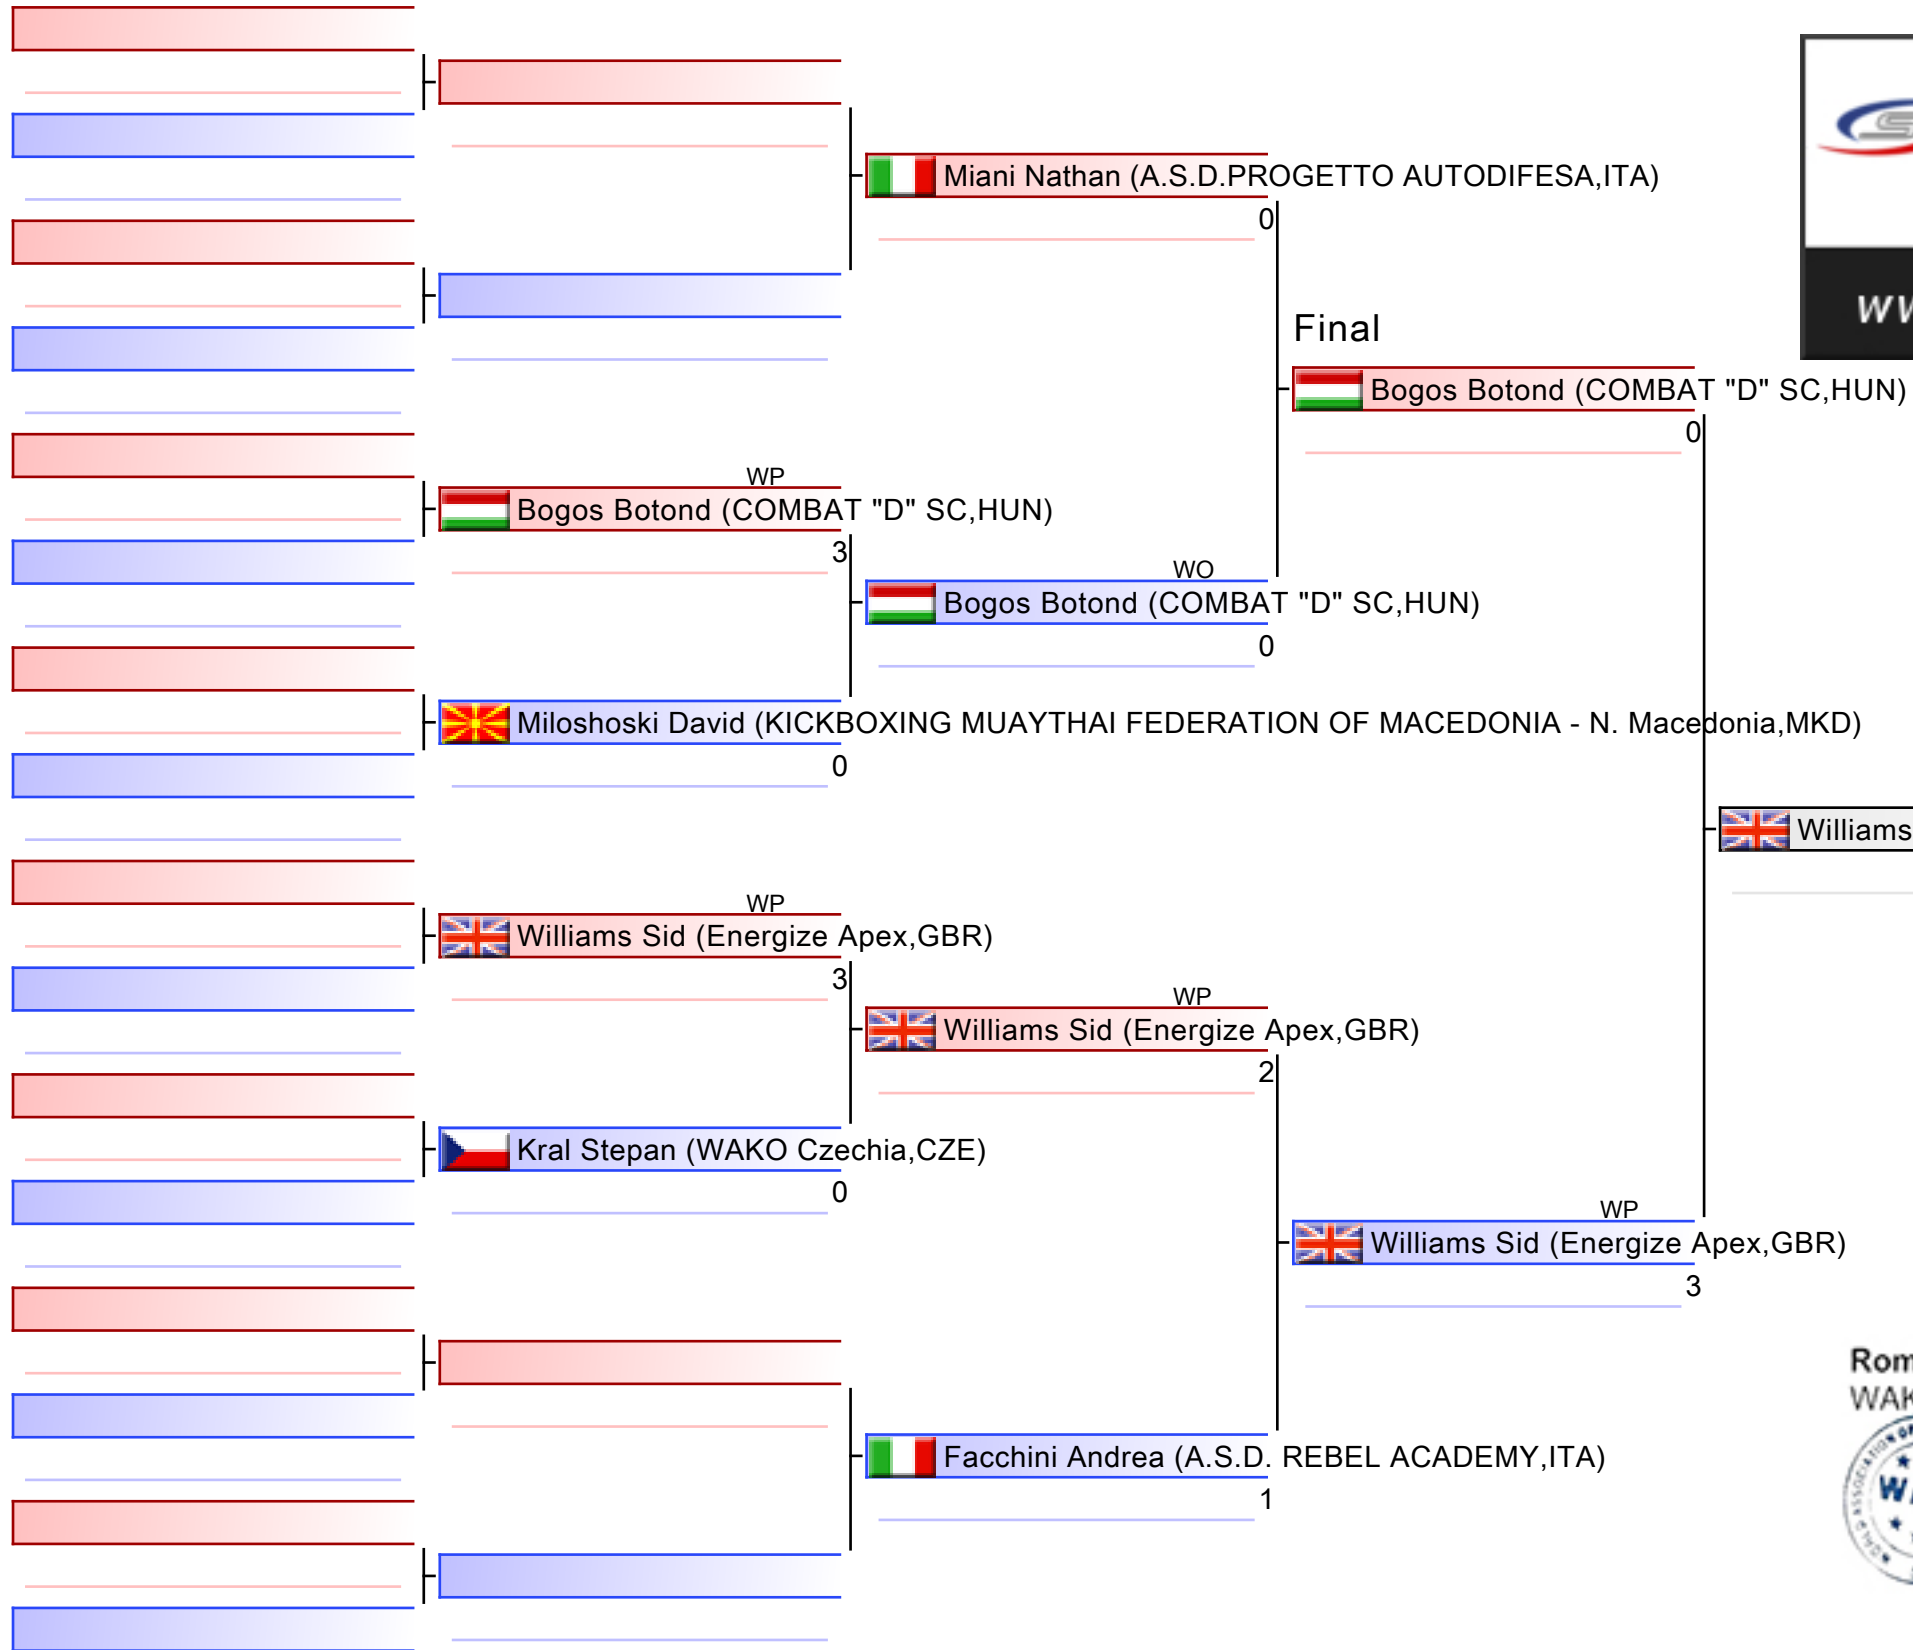 Miani Nathan (A.S.D.PROGETTO AUTODIFESA,ITA)
0
Final
Bogos Botond (COMBAT "D" SC,HUN)
0
WP
Bogos Botond (COMBAT "D" SC,HUN)
3
WO
Bogos Botond (COMBAT "D" SC,HUN)
0
Miloshoski David (KICKBOXING MUAYTHAI FEDERATION OF MACEDONIA - N. Macedonia,MKD)
0
Williams
WP
Williams Sid (Energize Apex,GBR)
3
WP
Williams Sid (Energize Apex,GBR)
2
Kral Stepan (WAKO Czechia,CZE)
0
WP
Williams Sid (Energize Apex,GBR)
3
Facchini Andrea (A.S.D. REBEL ACADEMY,ITA)
1